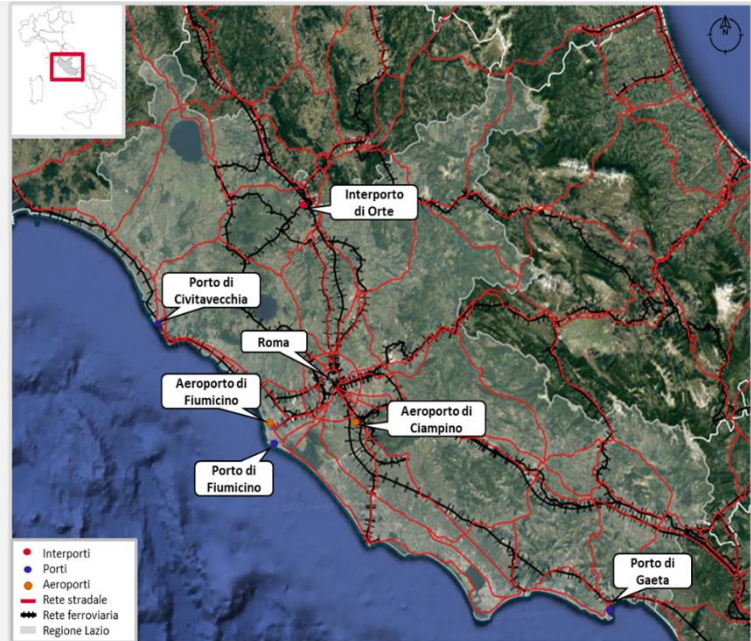 N
Interporto
di Orte
Porto di
Civitavecchia
Roma
Aeroporto di
Fiumicino
Aeroporto di
Ciampino
Porto di
Fiumicino
Porto di
Gaeta
Interporti
Porti
Aeroporti
Rete stradale
Rete ferroviaria
Regione Lazio